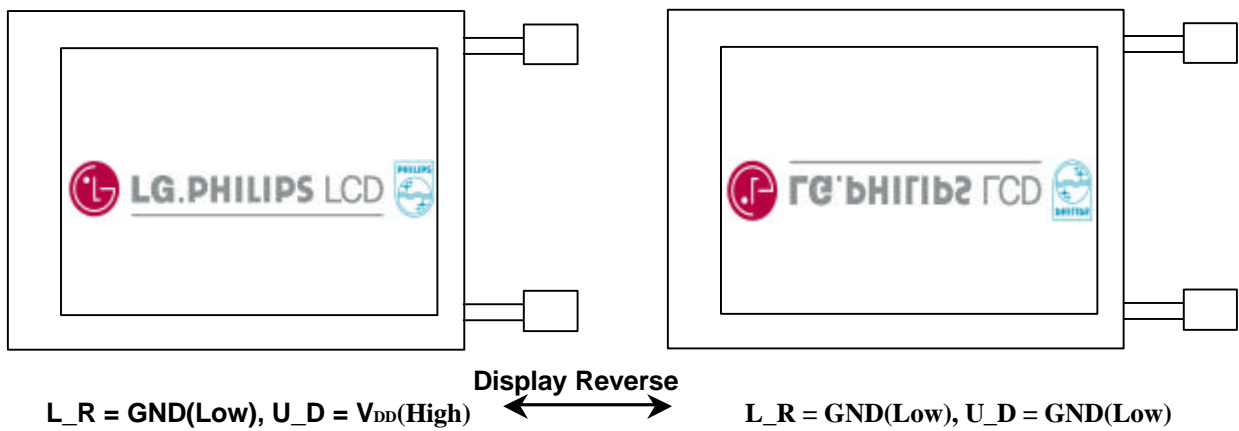 LG.PHILIPS LCD
PHILIPS
LG.PHILIPS LCD
PHILIPS
Display Reverse
L_R = GND(Low), U_D = VDD(High)
L_R = GND(Low), U_D = GND(Low)